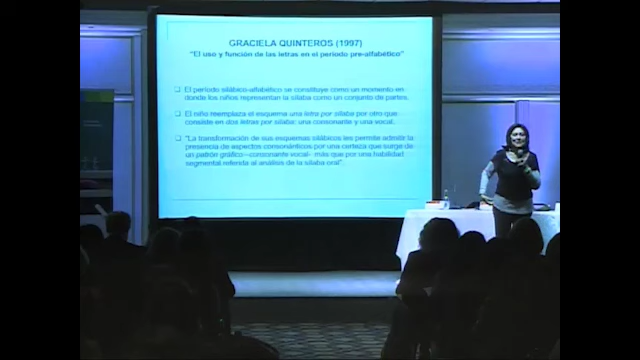 GRACIELA QUINTEROS (1997)
"El uso y función de las letras en el período pre-alfabético"
El período silábico-alfabético se constituye como un momento en
donde los niños representan la sílaba como un conjunto de partes.
El niño reemplaza el esquema una letra por sílaba por otro que
consiste en dos letras por sílaba: una consonante y una vocal.
"La transformación de sus esquemas silábicos les permite admitir la
presencia de aspectos consonánticos por una certeza que surge de
un patrón gráfico –consonante vocal- más que por una habilidad
segmental referida al análisis de la sílaba oral".